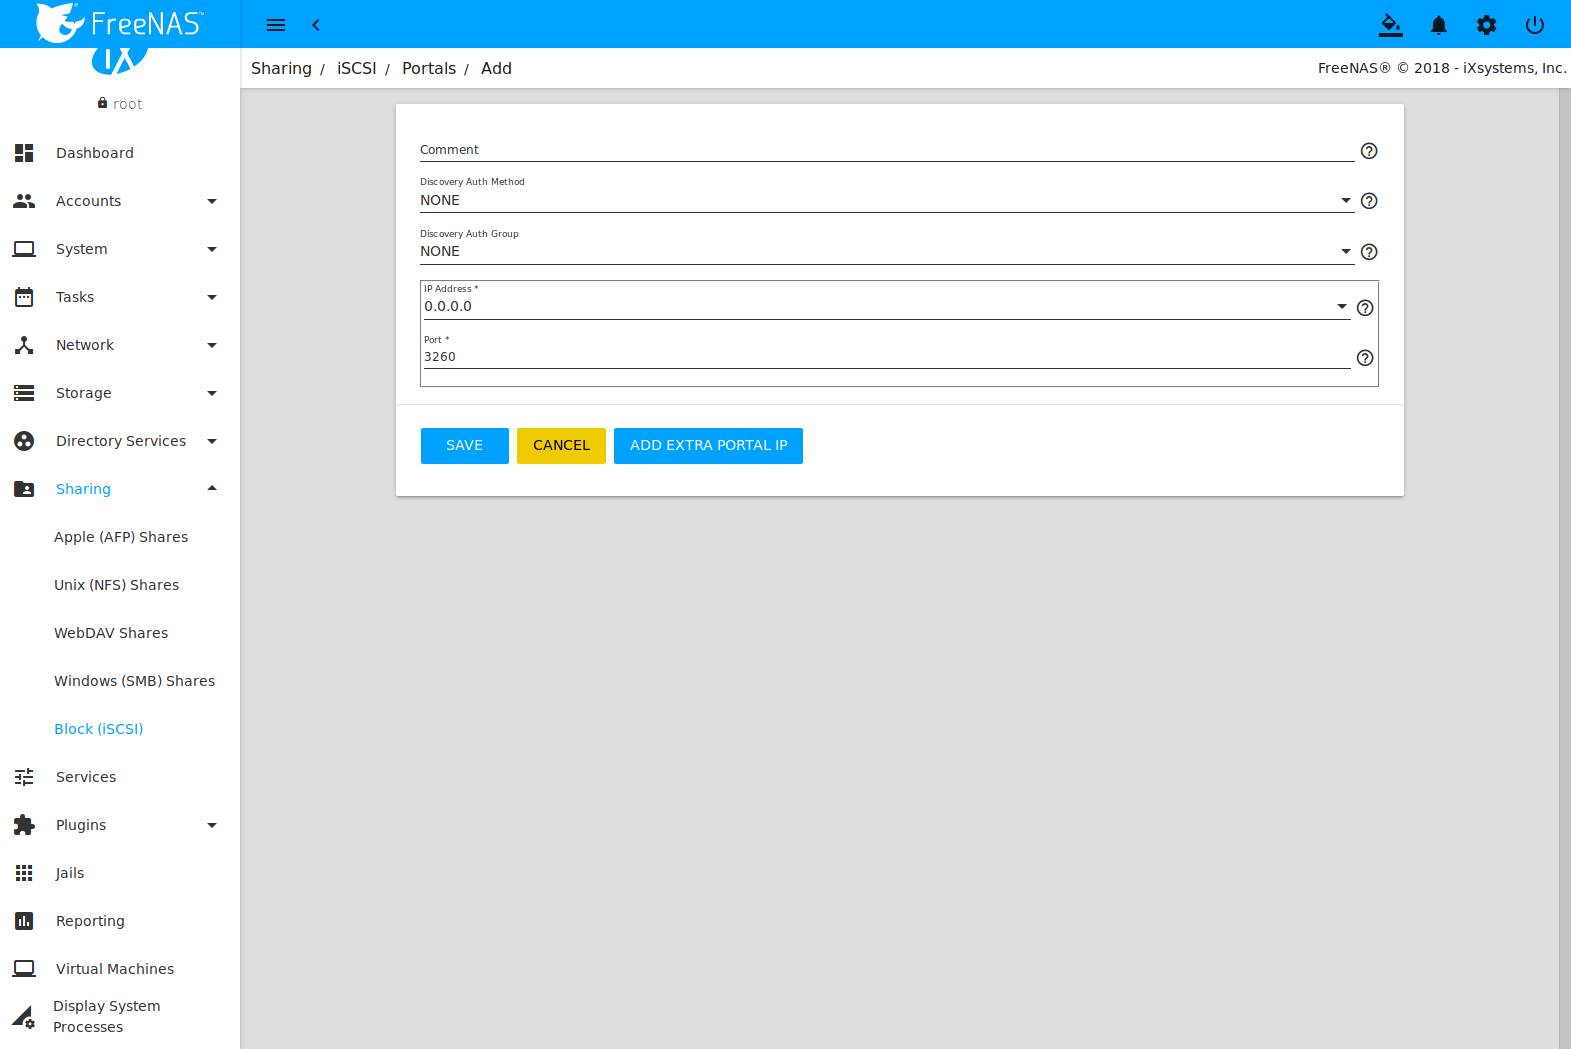 FreeNAS™
iX
root
Dashboard
Accounts
System
Tasks
Network
Storage
Directory Services
Sharing
Apple (AFP) Shares
Unix (NFS) Shares
WebDAV Shares
Windows (SMB) Shares
Block (iSCSI)
Services
Plugins
Jails
Reporting
Virtual Machines
Display System
Processes
Sharing / iSCSI / Portals / Add
FreeNAS® © 2018 - iXsystems, Inc.
Comment
Discovery Auth Method
NONE
Discovery Auth Group
NONE
IP Address *
0.0.0.0
Port *
3260
SAVE CANCEL ADD EXTRA PORTAL IP